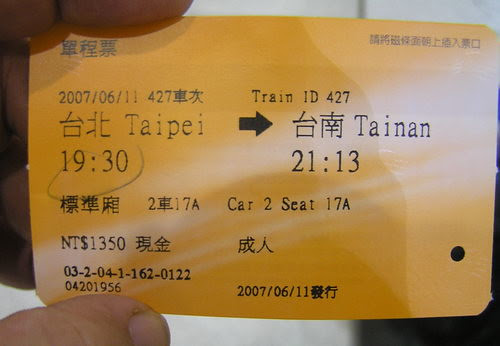 單程票
請將磁條面朝上插入票口
2007/06/11 427車次 Train ID 427
台北 Taipei → 台南 Tainan
19:30 21:13
標準廂 2車17A Car 2 Seat 17A
NT$1350 現金 成人
03-2-04-1-162-0122
04201956 2007/06/11發行